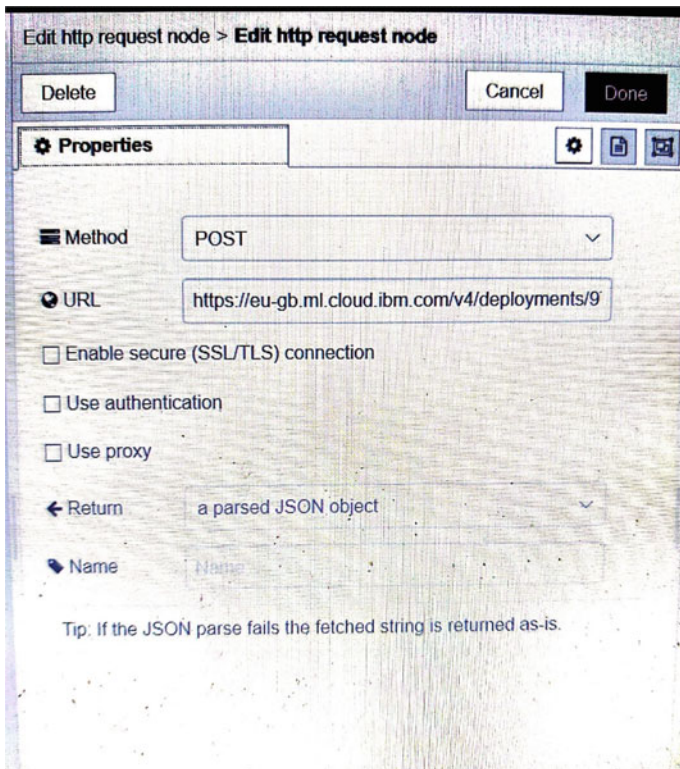 Edit http request node > Edit http request node
Delete
Cancel
Done
Properties
Method
POST
URL
https://eu-gb.ml.cloud.ibm.com/v4/deployments/9
Enable secure (SSL/TLS) connection
Use authentication
Use proxy
Return
a parsed JSON object
Name
Name
Tip: If the JSON parse fails the fetched string is returned as-is.